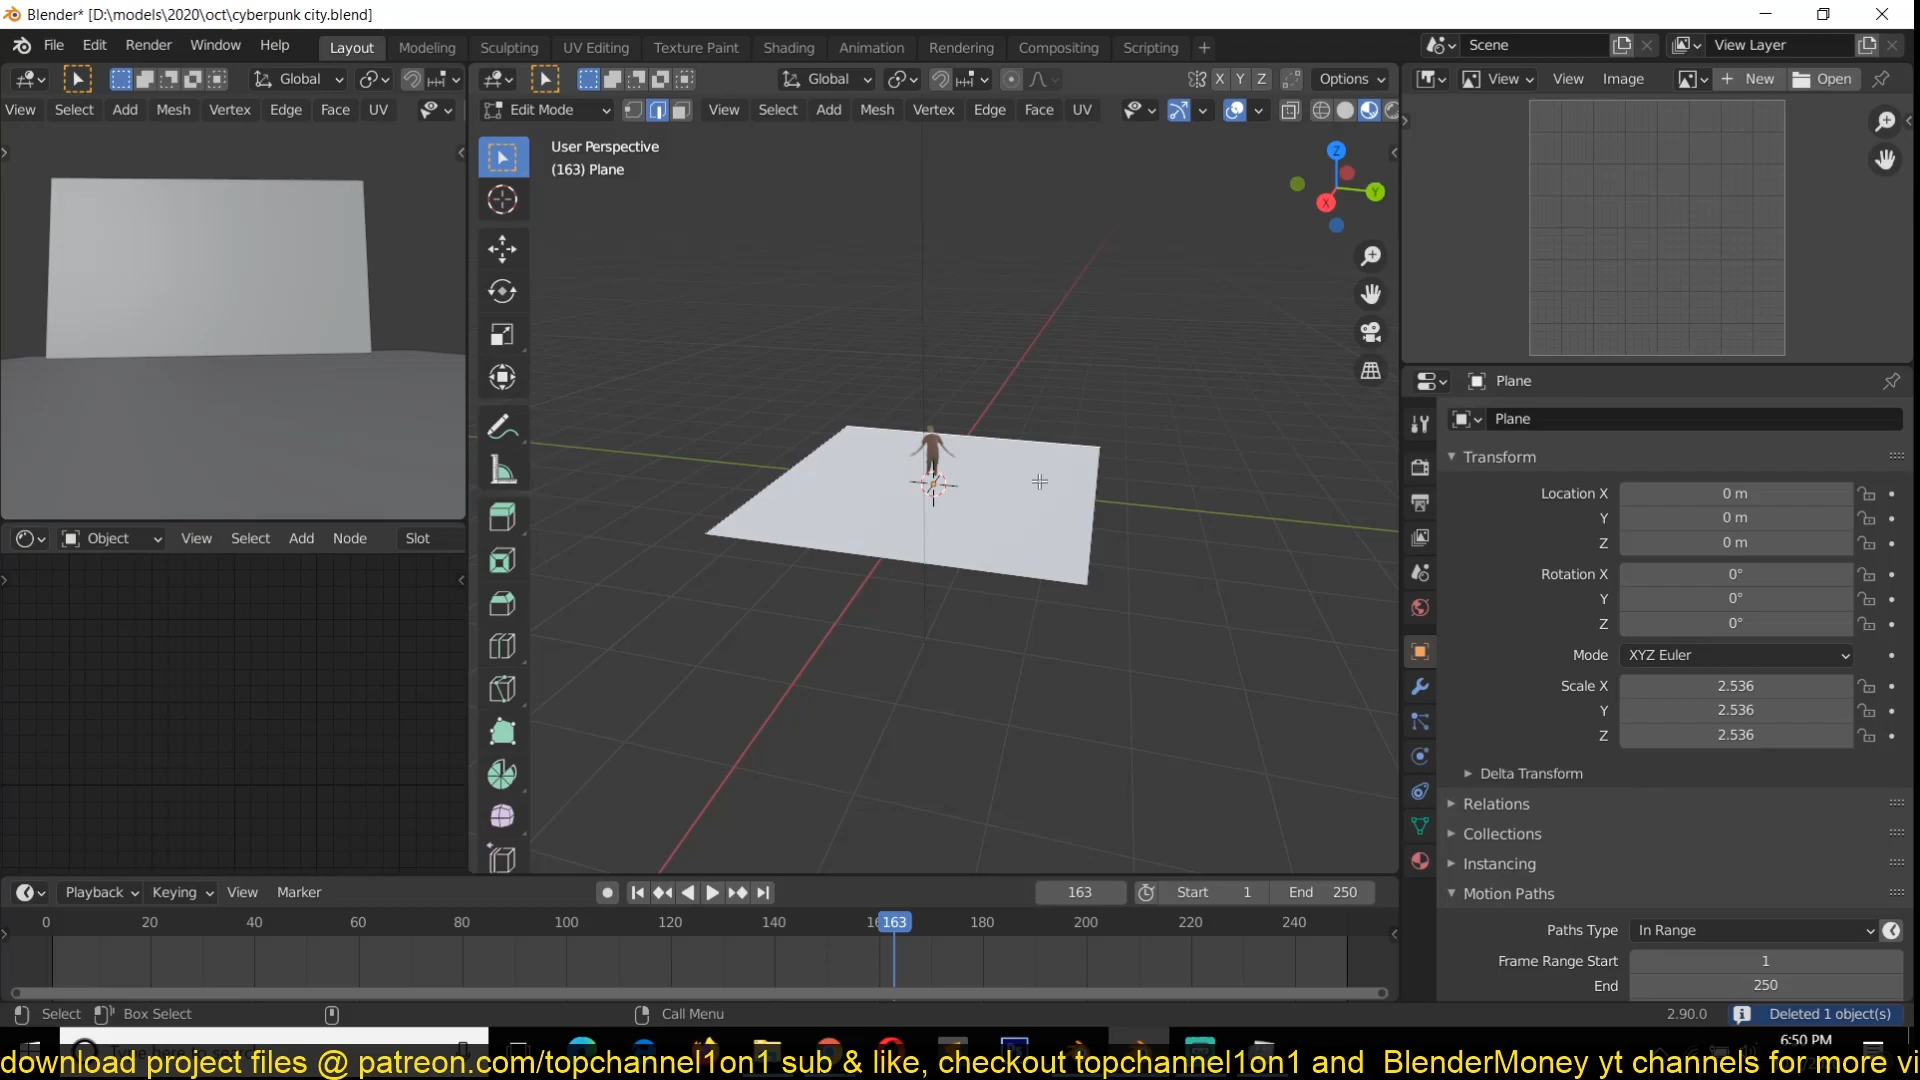 Blender* [D:\models\2020\oct\cyberpunk city.blend]
File Edit Render Window Help Layout Modeling Sculpting UV Editing Texture Paint Shading Animation Rendering Compositing Scripting + Scene View Layer
Global Global X Y Z Options View View Image New Open
View Select Add Mesh Vertex Edge Face UV Edit Mode View Select Add Mesh Vertex Edge Face UV
User Perspective
(163) Plane
Z
Y
X
Plane
Plane
Transform
Location X 0 m
Y 0 m
Z 0 m
Object View Select Add Node Slot
Rotation X 0°
Y 0°
Z 0°
Mode XYZ Euler
Scale X 2.536
Y 2.536
Z 2.536
Delta Transform
Relations
Collections
Instancing
Motion Paths
Playback Keying View Marker 163 Start 1 End 250
0 20 40 60 80 100 120 140 163 180 200 220 240
Paths Type In Range
Frame Range Start 1
End 250
Select Box Select Call Menu 2.90.0 Deleted 1 object(s)
6:50 PM
download project files @ patreon.com/topchannel1on1 sub & like, checkout topchannel1on1 and BlenderMoney yt channels for more vi